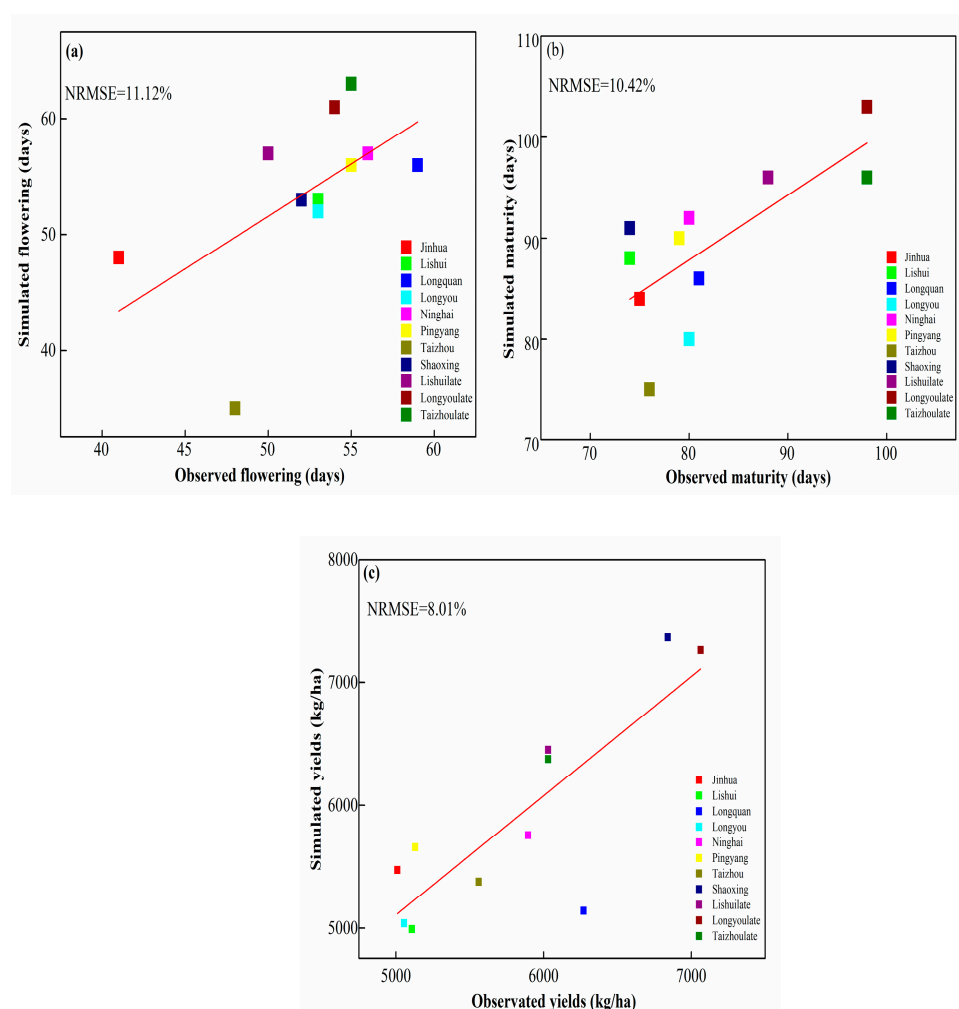 (a)
NRMSE=11.12%
Simulated flowering (days)
60
50
40
Jinhua
Lishui
Longquan
Longyou
Ninghai
Pingyang
Taizhou
Shaoxing
Lishuilate
Longyoulate
Taizhoulate
40 45 50 55 60
Observed flowering (days)
(b)
NRMSE=10.42%
Simulated maturity (days)
110
100
90
80
70
Jinhua
Lishui
Longquan
Longyou
Ninghai
Pingyang
Taizhou
Shaoxing
Lishuilate
Longyoulate
Taizhoulate
70 80 90 100
Observed maturity (days)
(c)
NRMSE=8.01%
Simulated yields (kg/ha)
8000
7000
6000
5000
Jinhua
Lishui
Longquan
Longyou
Ninghai
Pingyang
Taizhou
Shaoxing
Lishuilate
Longyoulate
Taizhoulate
5000 6000 7000
Observated yields (kg/ha)